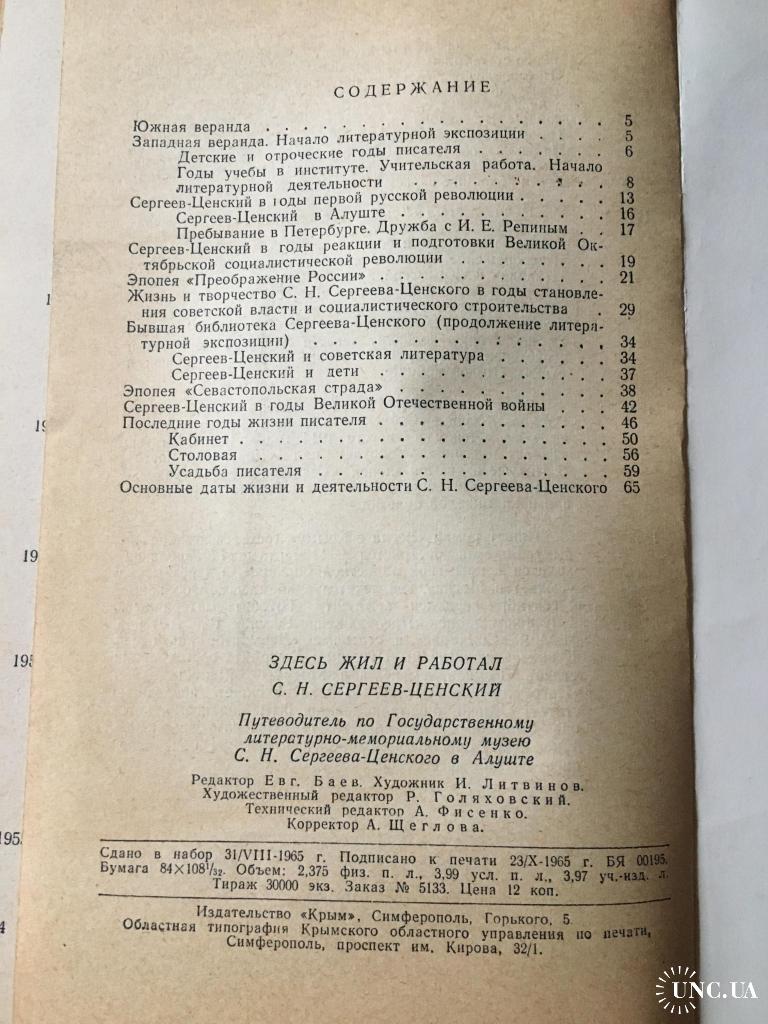 СОДЕРЖАНИЕ
Южная веранда . . . . . . . . . . . . . . . . 5
Западная веранда. Начало литературной экспозиции . . . . 5
Детские и отроческие годы писателя . . . . . . . 6
Годы учебы в институте. Учительская работа. Начало
литературной деятельности . . . . . . . . . . 8
Сергеев-Ценский в годы первой русской революции . . . . . 13
Сергеев-Ценский в Алуште . . . . . . . . . . 16
Пребывание в Петербурге. Дружба с И. Е. Репиным . . 17
Сергеев-Ценский в годы реакции и подготовки Великой Ок-
тябрьской социалистической революции . . . . . . . . 19
Эпопея «Преображение России» . . . . . . . . . . . 21
Жизнь и творчество С. Н. Сергеева-Ценского в годы становле-
ния советской власти и социалистического строительства . 29
Бывшая библиотека Сергеева-Ценского (продолжение литера-
турной экспозиции) . . . . . . . . . . . . . . 34
Сергеев-Ценский и советская литература . . . . . . 34
Сергеев-Ценский и дети . . . . . . . . . . . . 37
Эпопея «Севастопольская страда» . . . . . . . . . . . 38
Сергеев-Ценский в годы Великой Отечественной войны . . . 42
Последние годы жизни писателя . . . . . . . . . . . . 46
Кабинет . . . . . . . . . . . . . . . . . 50
Столовая . . . . . . . . . . . . . . . . . 56
Усадьба писателя . . . . . . . . . . . . . . 59
Основные даты жизни и деятельности С. Н. Сергеева-Ценского 65
ЗДЕСЬ ЖИЛ И РАБОТАЛ
С. Н. СЕРГЕЕВ-ЦЕНСКИЙ
Путеводитель по Государственному
литературно-мемориальному музею
С. Н. Сергеева-Ценского в Алуште
Редактор Евг. Баев. Художник И. Литвинов.
Художественный редактор Р. Голяховский.
Технический редактор А. Фисенко.
Корректор А. Щеглова.
Сдано в набор 31/VIII-1965 г. Подписано к печати 23/X-1965 г. БЯ 00195.
Бумага 84×108 1/32. Объем: 2,375 физ. п. л., 3,99 усл. п. л., 3,97 уч.-изд. л.
Тираж 30000 экз. Заказ № 5133. Цена 12 коп.
Издательство «Крым», Симферополь, Горького, 5.
Областная типография Крымского областного управления по печати,
Симферополь, проспект им. Кирова, 32/1.
UNC.UA